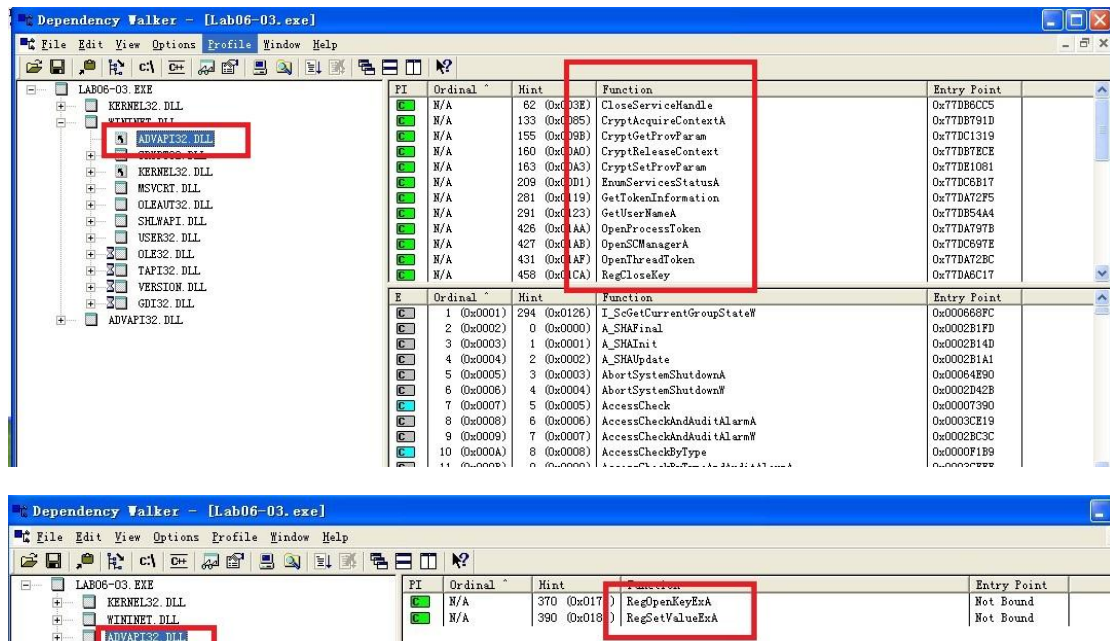 Dependency Walker - [Lab06-03.exe]
File Edit View Options Profile Window Help
LAB06-03.EXE
KERNEL32.DLL
WININET.DLL
ADVAPI32.DLL
CRYPT32.DLL
KERNEL32.DLL
MSVCRT.DLL
OLEAUT32.DLL
SHLWAPI.DLL
USER32.DLL
OLE32.DLL
TAPI32.DLL
VERSION.DLL
GDI32.DLL
ADVAPI32.DLL
PI Ordinal ^ Hint Function Entry Point
C N/A 62 (0x003E) CloseServiceHandle 0x77DB6CC5
C N/A 133 (0x0085) CryptAcquireContextA 0x77DB791D
C N/A 155 (0x009B) CryptGetProvParam 0x77DC1319
C N/A 160 (0x00A0) CryptReleaseContext 0x77DB7ECE
C N/A 163 (0x00A3) CryptSetProvParam 0x77DE1081
C N/A 209 (0x00D1) EnumServicesStatusA 0x77DC6B17
C N/A 281 (0x0119) GetTokenInformation 0x77DA72F5
C N/A 291 (0x0123) GetUserNameA 0x77DB54A4
C N/A 426 (0x01AA) OpenProcessToken 0x77DA797B
C N/A 427 (0x01AB) OpenSCManagerA 0x77DC697E
C N/A 431 (0x01AF) OpenThreadToken 0x77DA72BC
C N/A 458 (0x01CA) RegCloseKey 0x77DA6C17
E Ordinal ^ Hint Function Entry Point
C 1 (0x0001) 294 (0x0126) I_ScGetCurrentGroupStateW 0x000668FC
C 2 (0x0002) 0 (0x0000) A_SHAFinal 0x0002B1FD
C 3 (0x0003) 1 (0x0001) A_SHAInit 0x0002B14D
C 4 (0x0004) 2 (0x0002) A_SHAUpdate 0x0002B1A1
C 5 (0x0005) 3 (0x0003) AbortSystemShutdownA 0x00064E90
C 6 (0x0006) 4 (0x0004) AbortSystemShutdownW 0x0002D42B
C 7 (0x0007) 5 (0x0005) AccessCheck 0x00007390
C 8 (0x0008) 6 (0x0006) AccessCheckAndAuditAlarmA 0x0003CE19
C 9 (0x0009) 7 (0x0007) AccessCheckAndAuditAlarmW 0x0002BC3C
C 10 (0x000A) 8 (0x0008) AccessCheckByType 0x0000F1B9
Dependency Walker - [Lab06-03.exe]
File Edit View Options Profile Window Help
LAB06-03.EXE
KERNEL32.DLL
WININET.DLL
ADVAPI32.DLL
PI Ordinal ^ Hint Function Entry Point
C N/A 370 (0x017 ) RegOpenKeyExA Not Bound
C N/A 390 (0x018 ) RegSetValueExA Not Bound